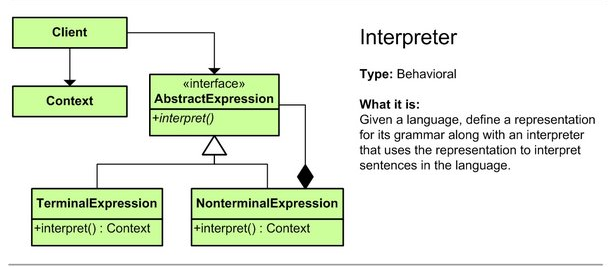 Client
Context
«interface»
AbstractExpression
+interpret()
TerminalExpression
+interpret() : Context
NonterminalExpression
+interpret() : Context
Interpreter
Type: Behavioral
What it is:
Given a language, define a representation
for its grammar along with an interpreter
that uses the representation to interpret
sentences in the language.